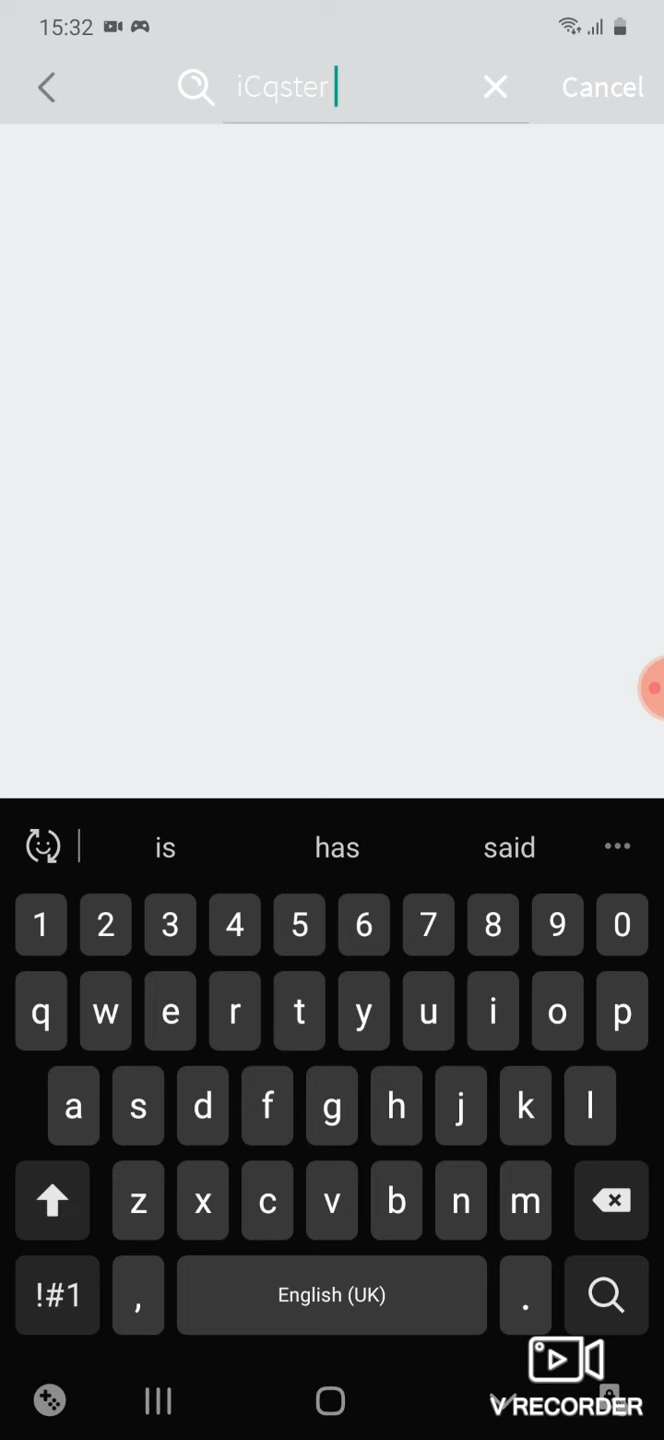 15:32
iCqster
Cancel
is has said
1 2 3 4 5 6 7 8 9 0
q w e r t y u i o p
a s d f g h j k l
z x c v b n m
!#1 , English (UK) .
V RECORDER